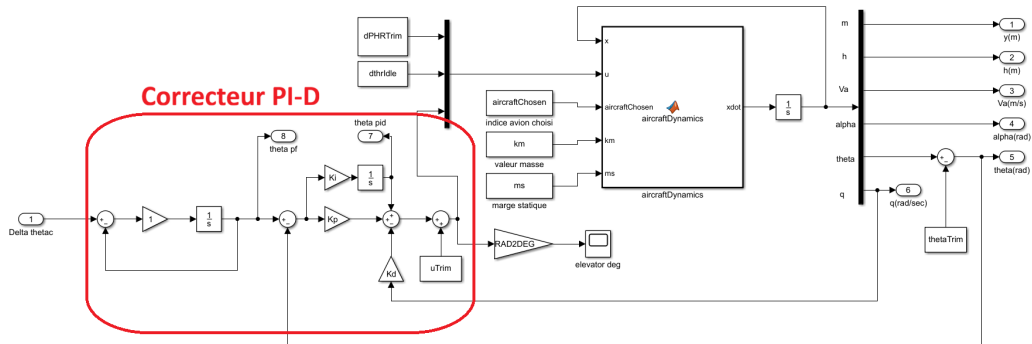 Correcteur PI-D
1
Delta thetac
1
1
s
8
theta pf
Ki
1
s
theta pid
7
Kp
Kd
uTrim
dPHRTrim
dthrIdle
RAD2DEG
elevator deg
aircraftChosen
indice avion choisi
km
valeur masse
ms
marge statique
x
u
aircraftChosen
km
ms
aircraftDynamics
xdot
aircraftDynamics
1
s
m
h
Va
alpha
theta
q
1
y(m)
2
h(m)
3
Va(m/s)
4
alpha(rad)
5
theta(rad)
6
q(rad/sec)
thetaTrim